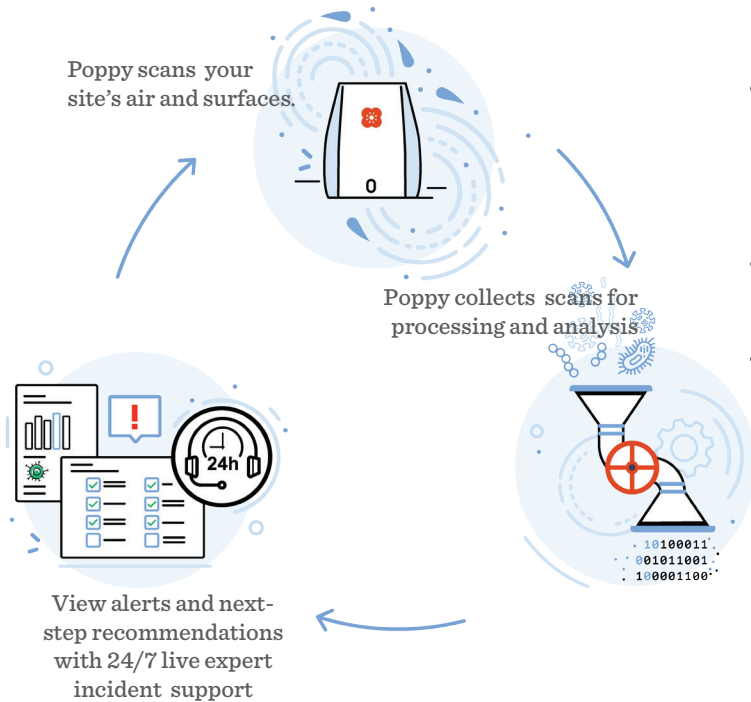 Poppy scans your
site's air and surfaces.
Poppy collects scans for
processing and analysis
!
24h
10100011
001011001
100001100
View alerts and next-
step recommendations
with 24/7 live expert
incident support